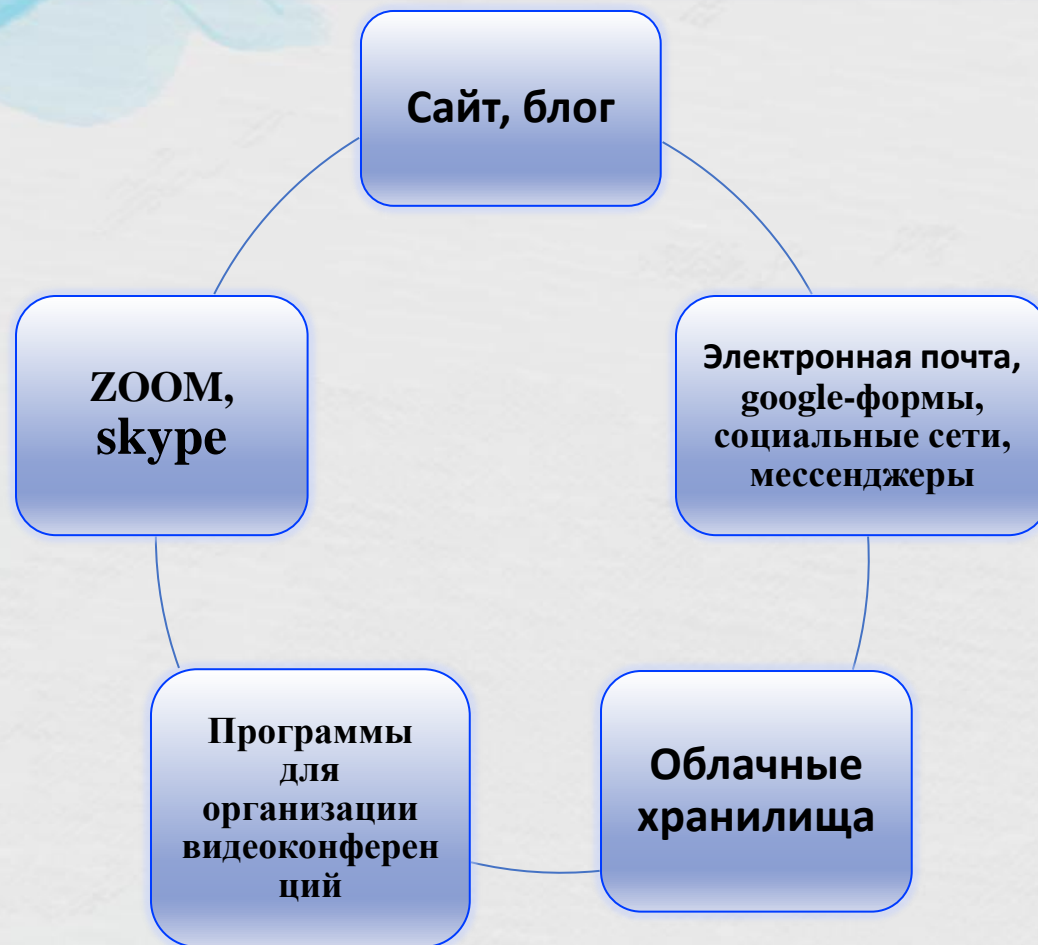 Сайт, блог
Электронная почта,
google-формы,
социальные сети,
мессенджеры
Облачные
хранилища
Программы
для
организации
видеоконферен
ций
ZOOM,
skype